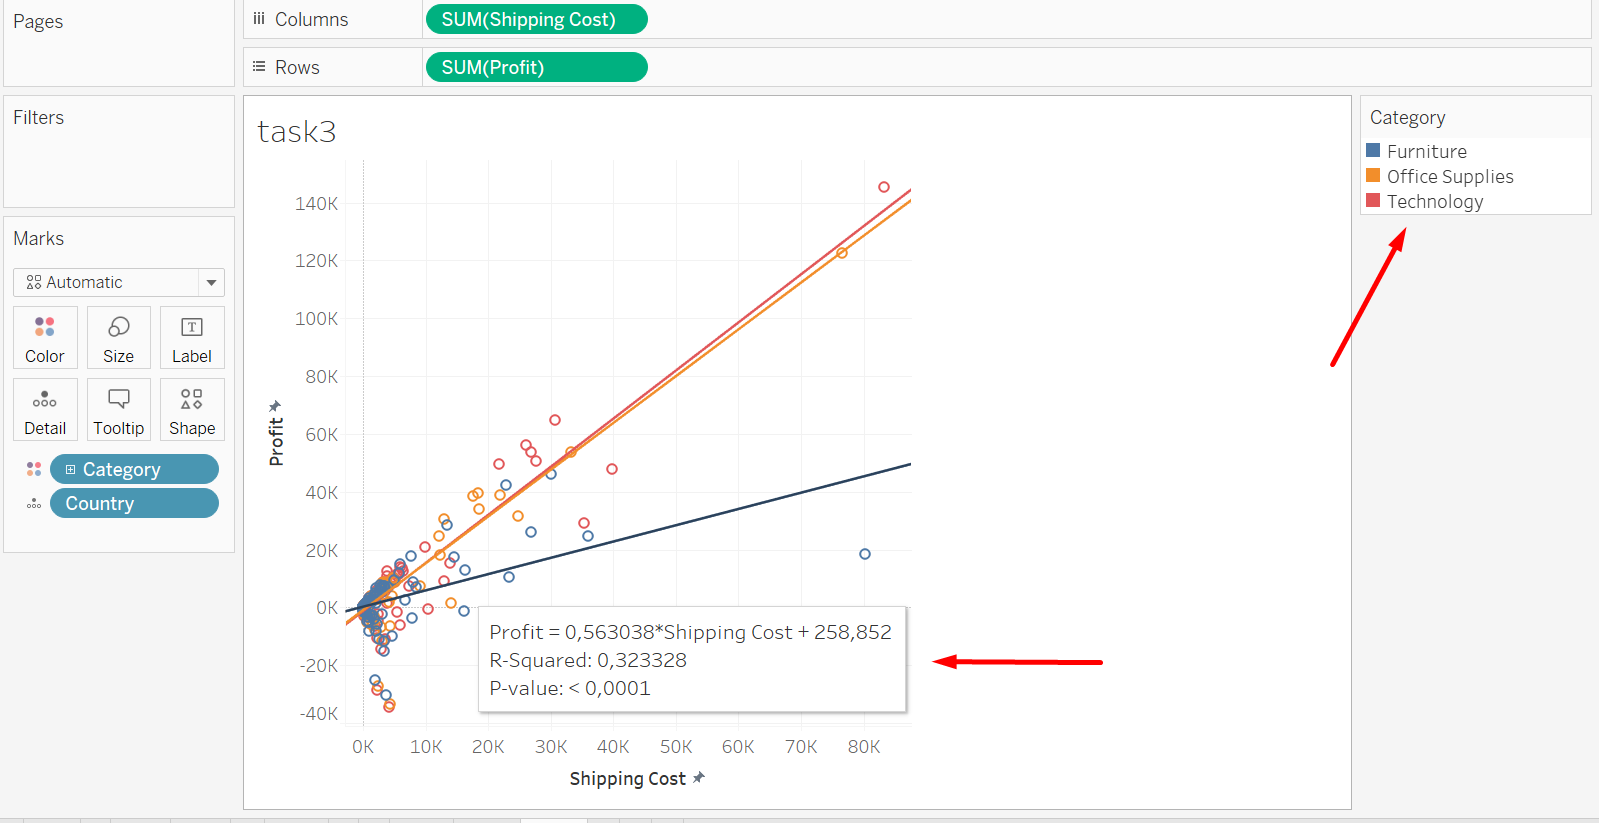 Pages
Columns
SUM(Shipping Cost)
Rows
SUM(Profit)
Filters
Marks
Automatic
Color
Size
Label
Detail
Tooltip
Shape
Category
Country
task3
140K
120K
100K
80K
60K
40K
20K
0K
-20K
-40K
Profit
Profit = 0,563038*Shipping Cost + 258,852
R-Squared: 0,323328
P-value: < 0,0001
0K
10K
20K
30K
40K
50K
60K
70K
80K
Shipping Cost
Category
Furniture
Office Supplies
Technology